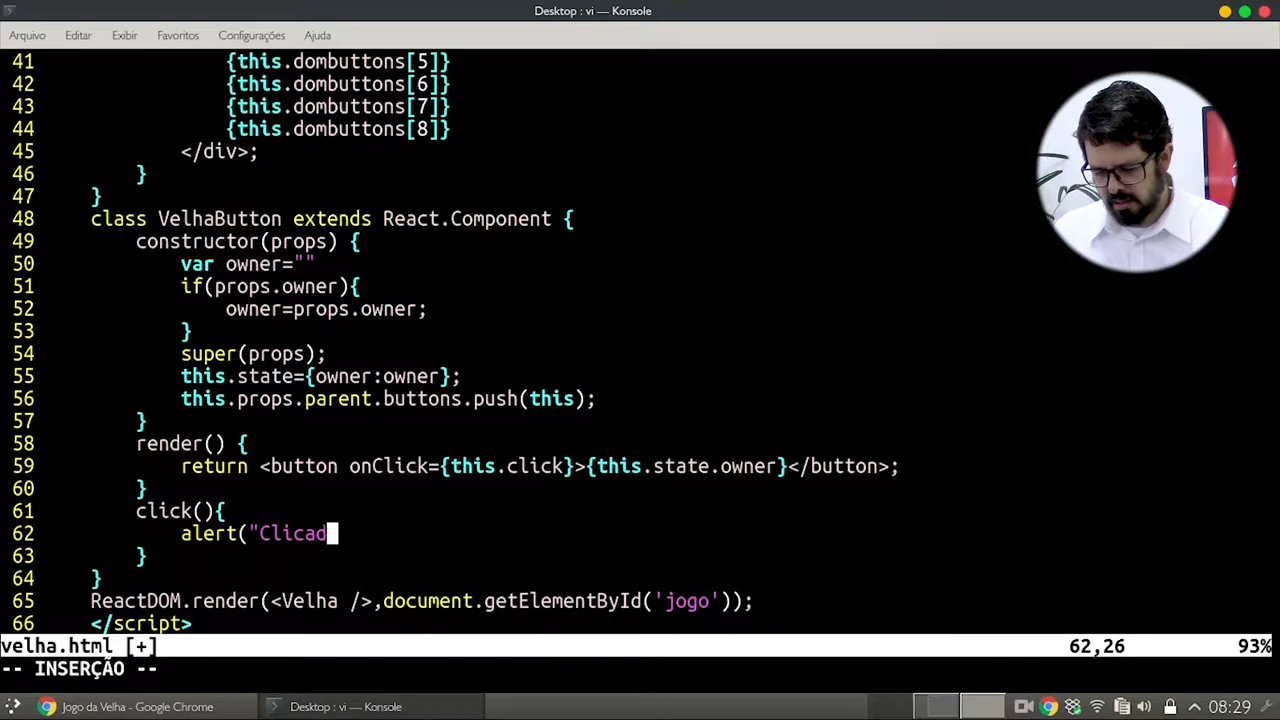 Desktop : vi — Konsole
Arquivo Editar Exibir Favoritos Configurações Ajuda
41 {this.dombuttons[5]}
42 {this.dombuttons[6]}
43 {this.dombuttons[7]}
44 {this.dombuttons[8]}
45 </div>;
46 }
47 }
48 class VelhaButton extends React.Component {
49 constructor(props) {
50 var owner=""
51 if(props.owner){
52 owner=props.owner;
53 }
54 super(props);
55 this.state={owner:owner};
56 this.props.parent.buttons.push(this);
57 }
58 render() {
59 return <button onClick={this.click}>{this.state.owner}</button>;
60 }
61 click(){
62 alert("Clicad
63 }
64 }
65 ReactDOM.render(<Velha />,document.getElementById('jogo'));
66 </script>
velha.html [+] 62,26 93%
-- INSERÇÃO --
Jogo da Velha - Google Chrome Desktop : vi — Konsole 08:29